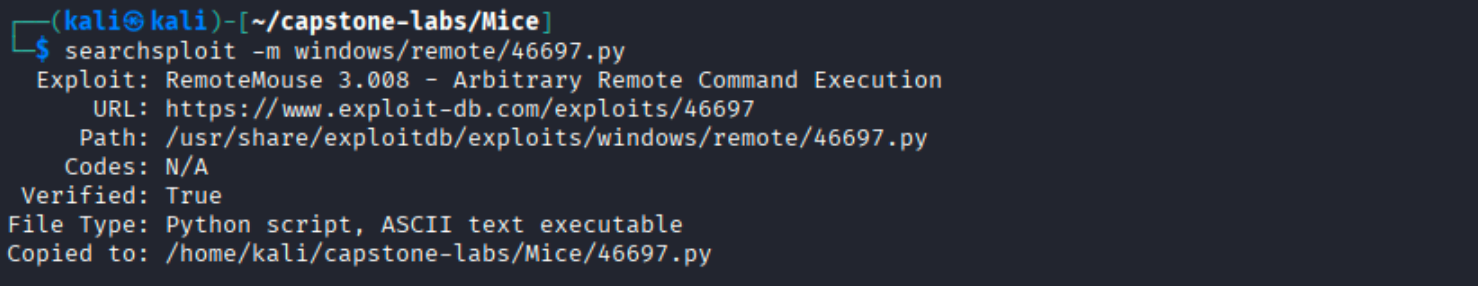 ┌──(kali㉿kali)-[~/capstone-labs/Mice]
└─$ searchsploit -m windows/remote/46697.py
Exploit: RemoteMouse 3.008 - Arbitrary Remote Command Execution
URL: https://www.exploit-db.com/exploits/46697
Path: /usr/share/exploitdb/exploits/windows/remote/46697.py
Codes: N/A
Verified: True
File Type: Python script, ASCII text executable
Copied to: /home/kali/capstone-labs/Mice/46697.py